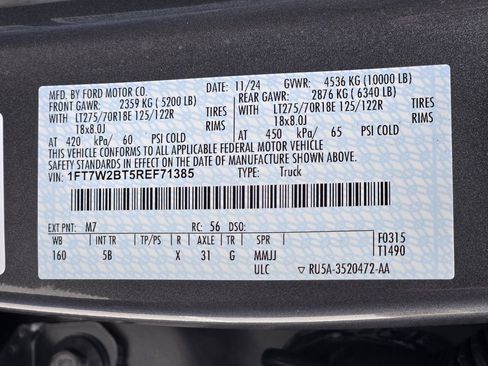 MFD. BY FORD MOTOR CO. 11/24 GVWR: 4536 KG (10000 LB)
FRONT GAWR: 2359 KG (5200 LB) REAR GAWR: 2876 KG (6340 LB)
WITH LT275/70R18E 125/122R TIRES WITH LT275/70R18E 125/122R TIRES
18x8.0J 18x8.0J
AT 420 kPa/ 60 PSI COLD AT 450 kPa/ 65 PSI COLD
THIS VEHICLE CONFORMS TO ALL APPLICABLE FEDERAL MOTOR VEHICLE
SAFETY STANDARDS IN EFFECT ON THE DATE OF MANUFACTURE SHOWN ABOVE.
VIN: 1FT7W2BT5REF71385 TYPE: Truck
EXT PNT: M7 RC: 56 DSO: F0315
WB INT TR TP/PS R AXLE TR SPR T1490
160 5B X 31 G MMJJ
ULC ▽ RU5A-3520472-AA